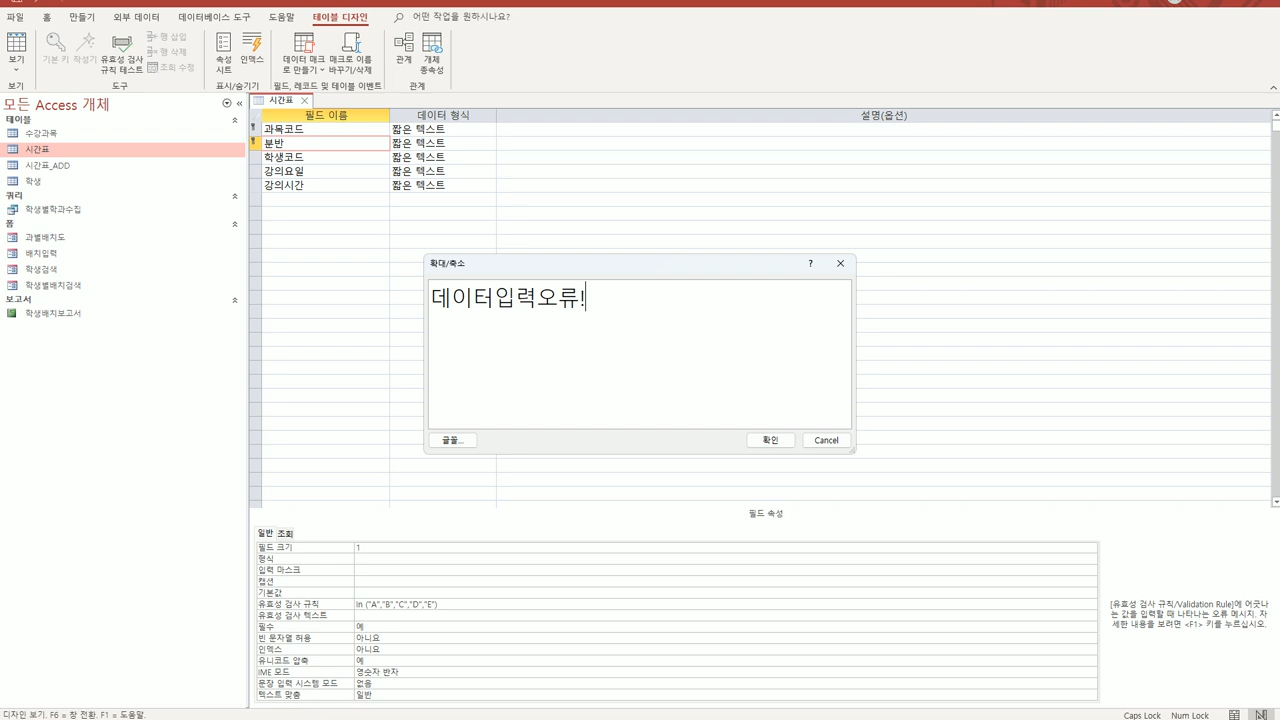 파일 홈 만들기 외부 데이터 데이터베이스 도구 도움말 테이블 디자인 어떤 작업을 원하시나요?
보기 기본 키 작성기 유효성 검사 규칙 테스트 행 삽입 행 삭제 조회 수정 속성 시트 인덱스 데이터 매크로 만들기 매크로 이름 바꾸기/삭제 관계 개체 종속성
보기 도구 표시/숨기기 필드, 레코드 및 테이블 이벤트 관계
모든 Access 개체
테이블
수강과목
시간표
시간표_ADD
학생
쿼리
학생별학과수집
폼
과별배치도
배치입력
학생검색
학생별배치검색
보고서
학생배치보고서
시간표
필드 이름 데이터 형식 설명(옵션)
과목코드 짧은 텍스트
분반 짧은 텍스트
학생코드 짧은 텍스트
강의요일 짧은 텍스트
강의시간 짧은 텍스트
확대/축소 ?
데이터입력오류!
글꼴... 확인 Cancel
필드 속성
일반 조회
필드 크기 1
형식
입력 마스크
캡션
기본값
유효성 검사 규칙 In ("A","B","C","D","E")
유효성 검사 텍스트
필수 예
빈 문자열 허용 아니요
인덱스 아니요
유니코드 압축 예
IME 모드 영숫자 반자
문장 입력 시스템 모드 없음
텍스트 맞춤 일반
[유효성 검사 규칙/Validation Rule]에 어긋나
는 값을 입력할 때 나타나는 오류 메시지. 자
세한 내용을 보려면 <F1> 키를 누르십시오.
디자인 보기. F6 = 창 전환. F1 = 도움말. Caps Lock Num Lock